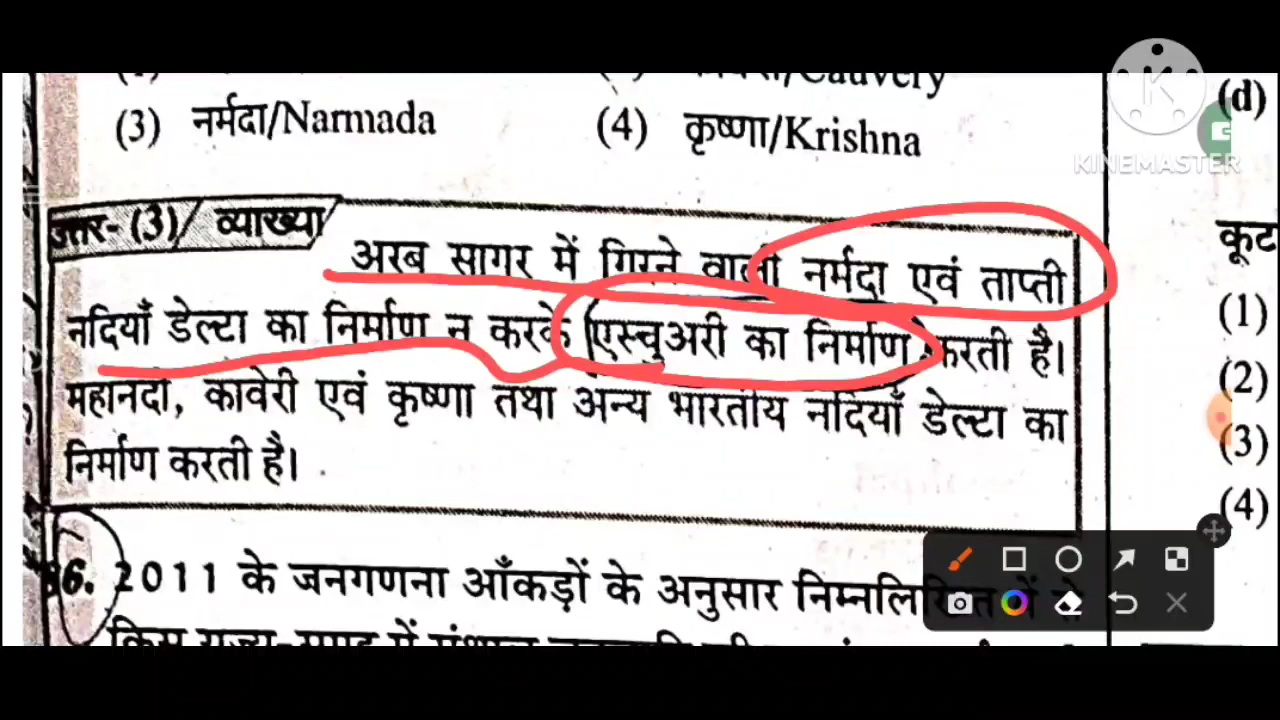 Cauvery
(3) नर्मदा/Narmada
(4) कृष्णा/Krishna
KINEMASTER
(d)
उत्तर- (3)/ व्याख्या
अरब सागर में गिरने वाली नर्मदा एवं ताप्ती
नदियाँ डेल्टा का निर्माण न करके एस्चुअरी का निर्माण करती है।
महानदी, कावेरी एवं कृष्णा तथा अन्य भारतीय नदियाँ डेल्टा का
निर्माण करती है।
6. 2011 के जनगणना आँकड़ों के अनुसार निम्नलिखित में से
कूट
(1)
(2)
(3)
(4)